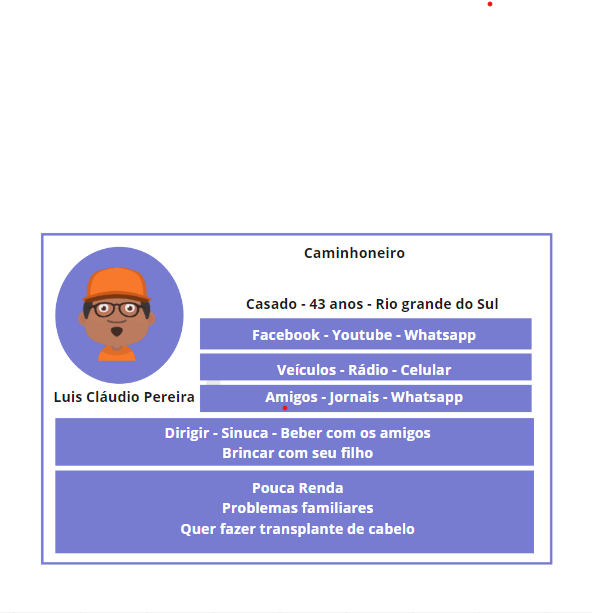 Caminhoneiro
Casado - 43 anos - Rio grande do Sul
Facebook - Youtube - Whatsapp
Veículos - Rádio - Celular
Luis Cláudio Pereira
Amigos - Jornais - Whatsapp
Dirigir - Sinuca - Beber com os amigos
Brincar com seu filho
Pouca Renda
Problemas familiares
Quer fazer transplante de cabelo